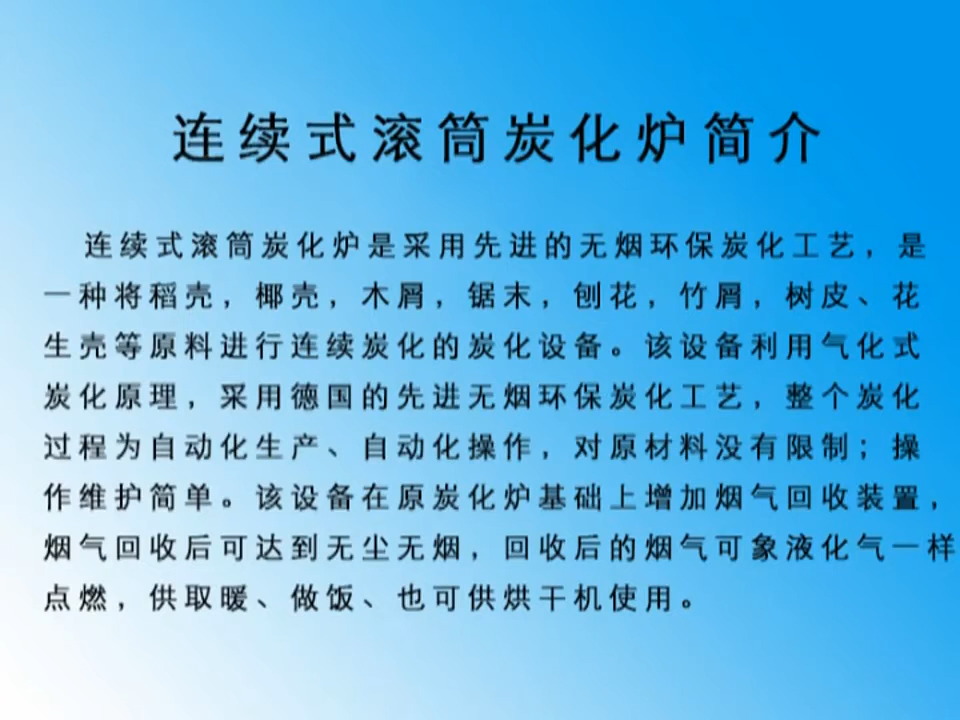 连续式滚筒炭化炉简介
连续式滚筒炭化炉是采用先进的无烟环保炭化工艺，是
一种将稻壳，椰壳，木屑，锯末，刨花，竹屑，树皮、花
生壳等原料进行连续炭化的炭化设备。该设备利用气化式
炭化原理，采用德国的先进无烟环保炭化工艺，整个炭化
过程为自动化生产、自动化操作，对原材料没有限制；操
作维护简单。该设备在原炭化炉基础上增加烟气回收装置，
烟气回收后可达到无尘无烟，回收后的烟气可象液化气一样
点燃，供取暖、做饭、也可供烘干机使用。